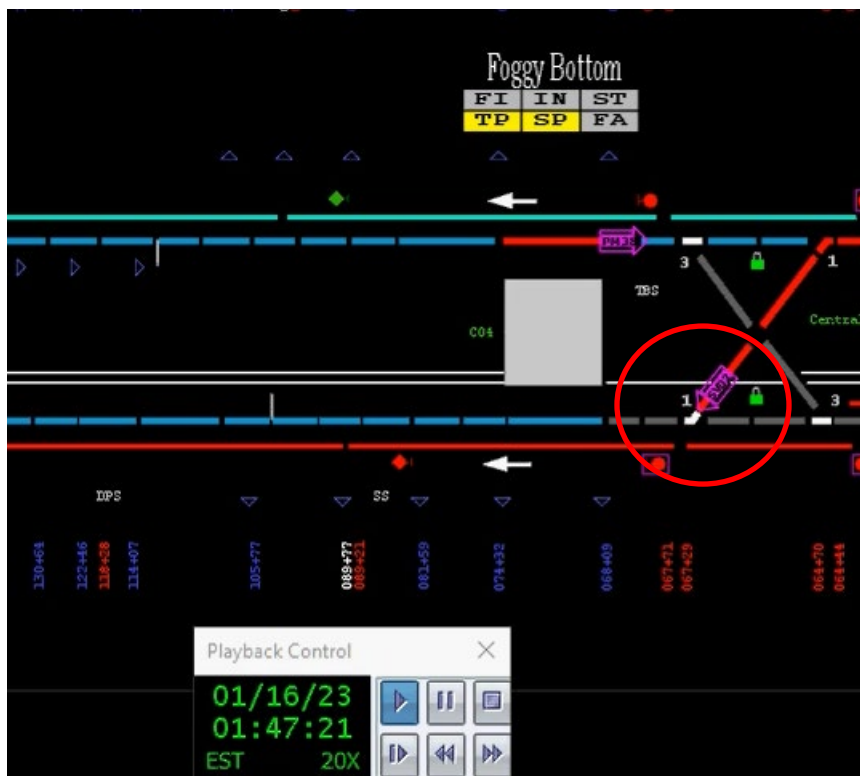 Foggy Bottom
FI IN ST
TP SP FA
3
1
TBS
C04
Central
1
3
DPS
SS
130+64
122+46
118+28
114+07
105+77
089+77
089+21
081+59
074+32
068+09
067+71
067+29
064+70
064+44
Playback Control
01/16/23
01:47:21
EST 20X